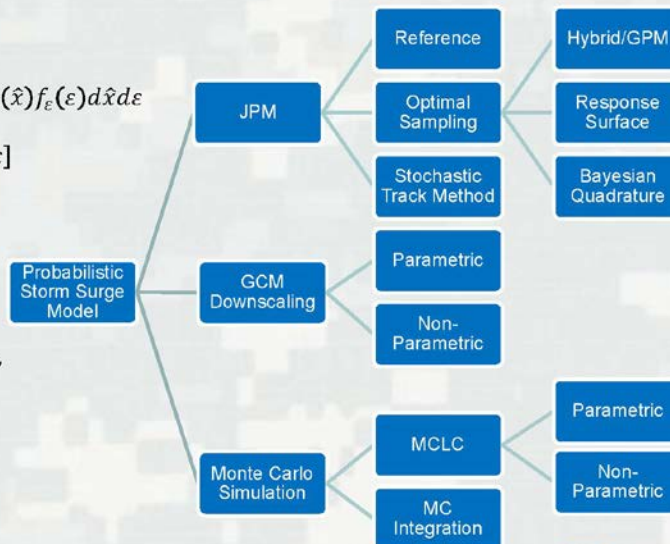 (x̂)f_ε(ε)dx̂dε
]
Probabilistic
Storm Surge
Model
JPM
Reference
Optimal
Sampling
Stochastic
Track Method
Hybrid/GPM
Response
Surface
Bayesian
Quadrature
GCM
Downscaling
Parametric
Non-
Parametric
Monte Carlo
Simulation
MCLC
MC
Integration
Parametric
Non-
Parametric